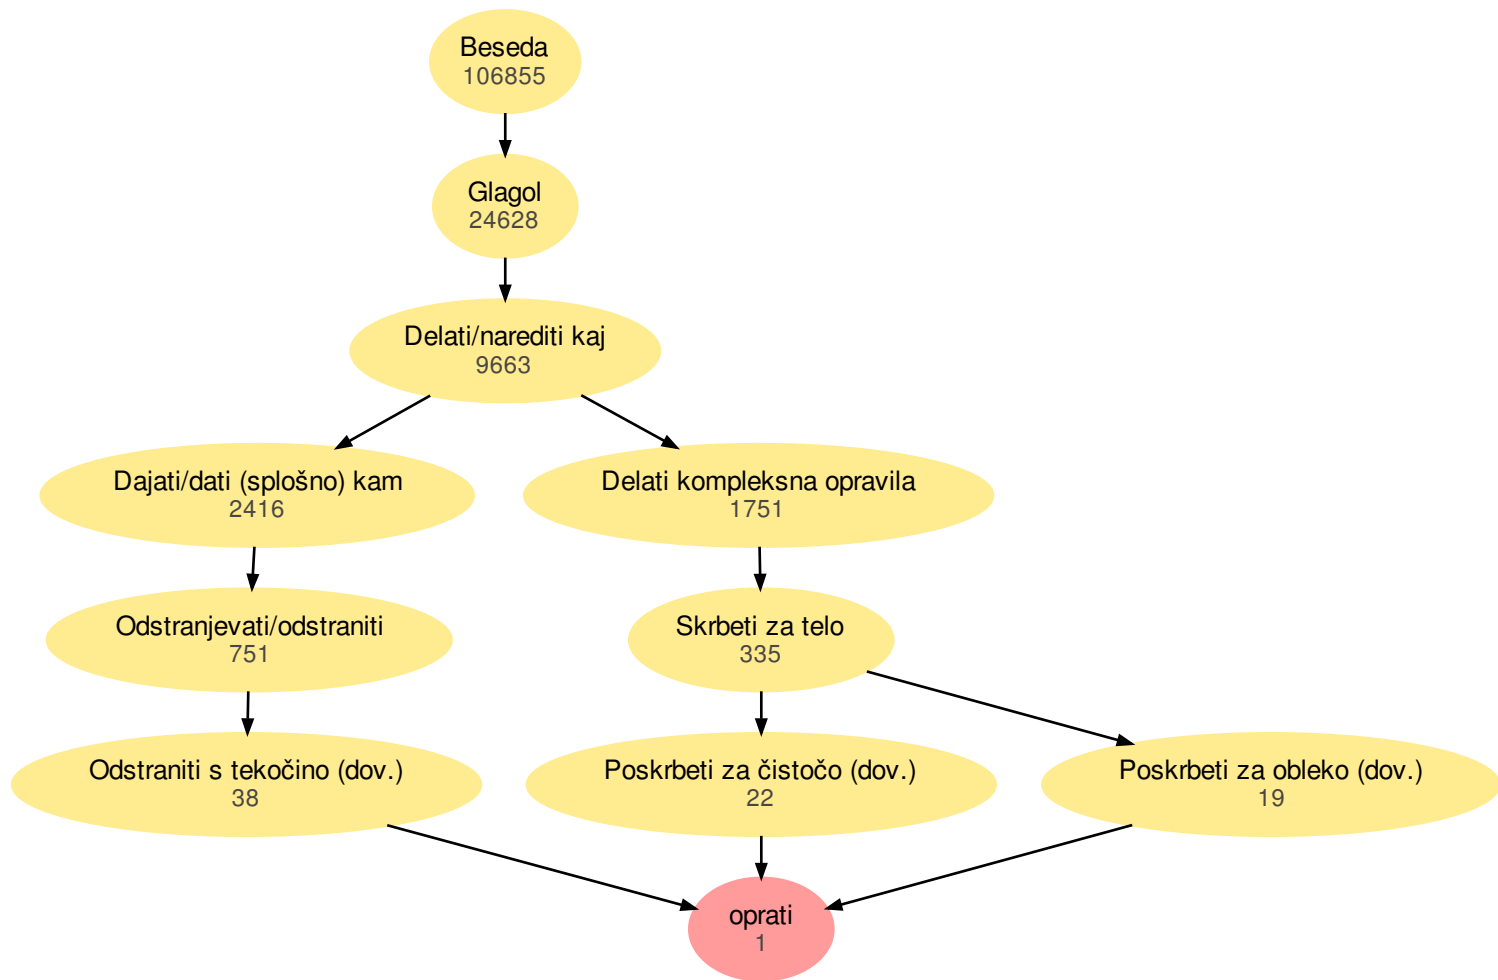 Beseda
106855
Glagol
24628
Delati/narediti kaj
9663
Dajati/dati (splošno) kam
2416
Delati kompleksna opravila
1751
Odstranjevati/odstraniti
751
Skrbeti za telo
335
Odstraniti s tekočino (dov.)
38
Poskrbeti za čistočo (dov.)
22
Poskrbeti za obleko (dov.)
19
oprati
1